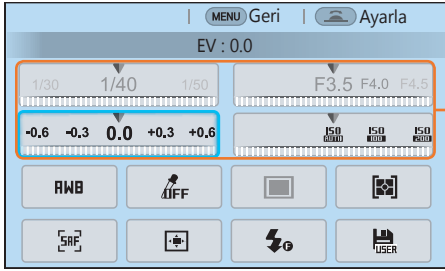 MENU Geri Ayarla
EV : 0.0
1/30 1/40 1/50 F3.5 F4.0 F4.5
-0.6 -0.3 0.0 +0.3 +0.6 ISO AUTO ISO 100 ISO 200
AWB OFF
SAF USER